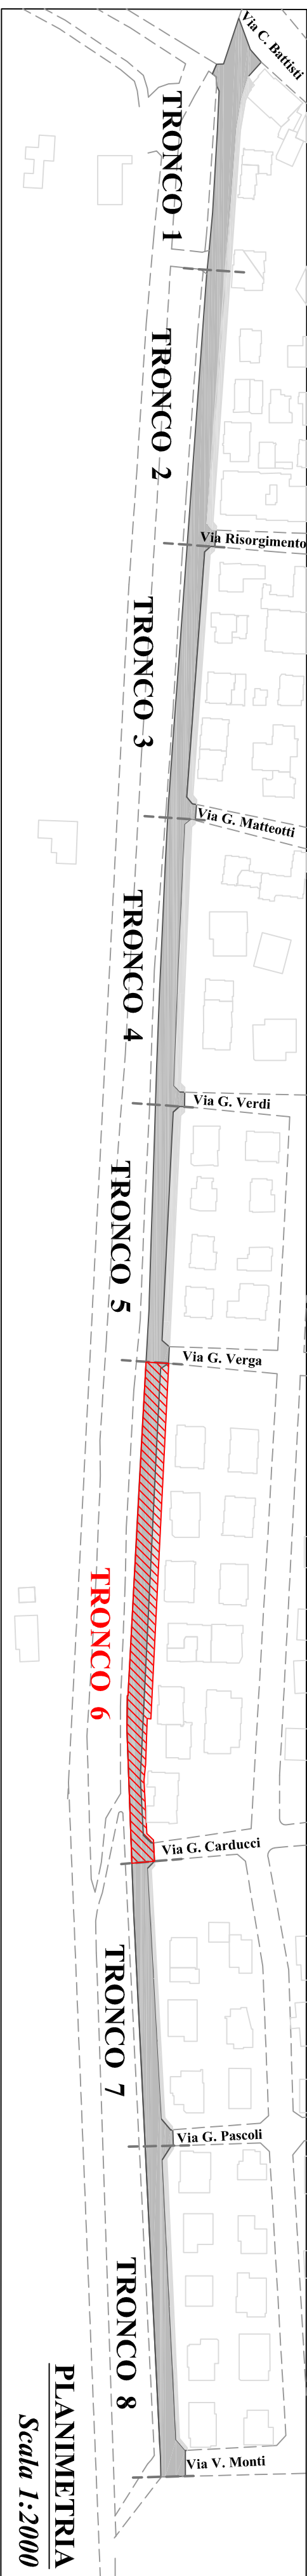 Via C. Battisti
TRONCO 1
TRONCO 2
Via Risorgimento
TRONCO 3
Via G. Matteotti
TRONCO 4
Via G. Verdi
TRONCO 5
Via G. Verga
TRONCO 6
Via G. Carducci
TRONCO 7
Via G. Pascoli
TRONCO 8
Via V. Monti
PLANIMETRIA
Scala 1:2000